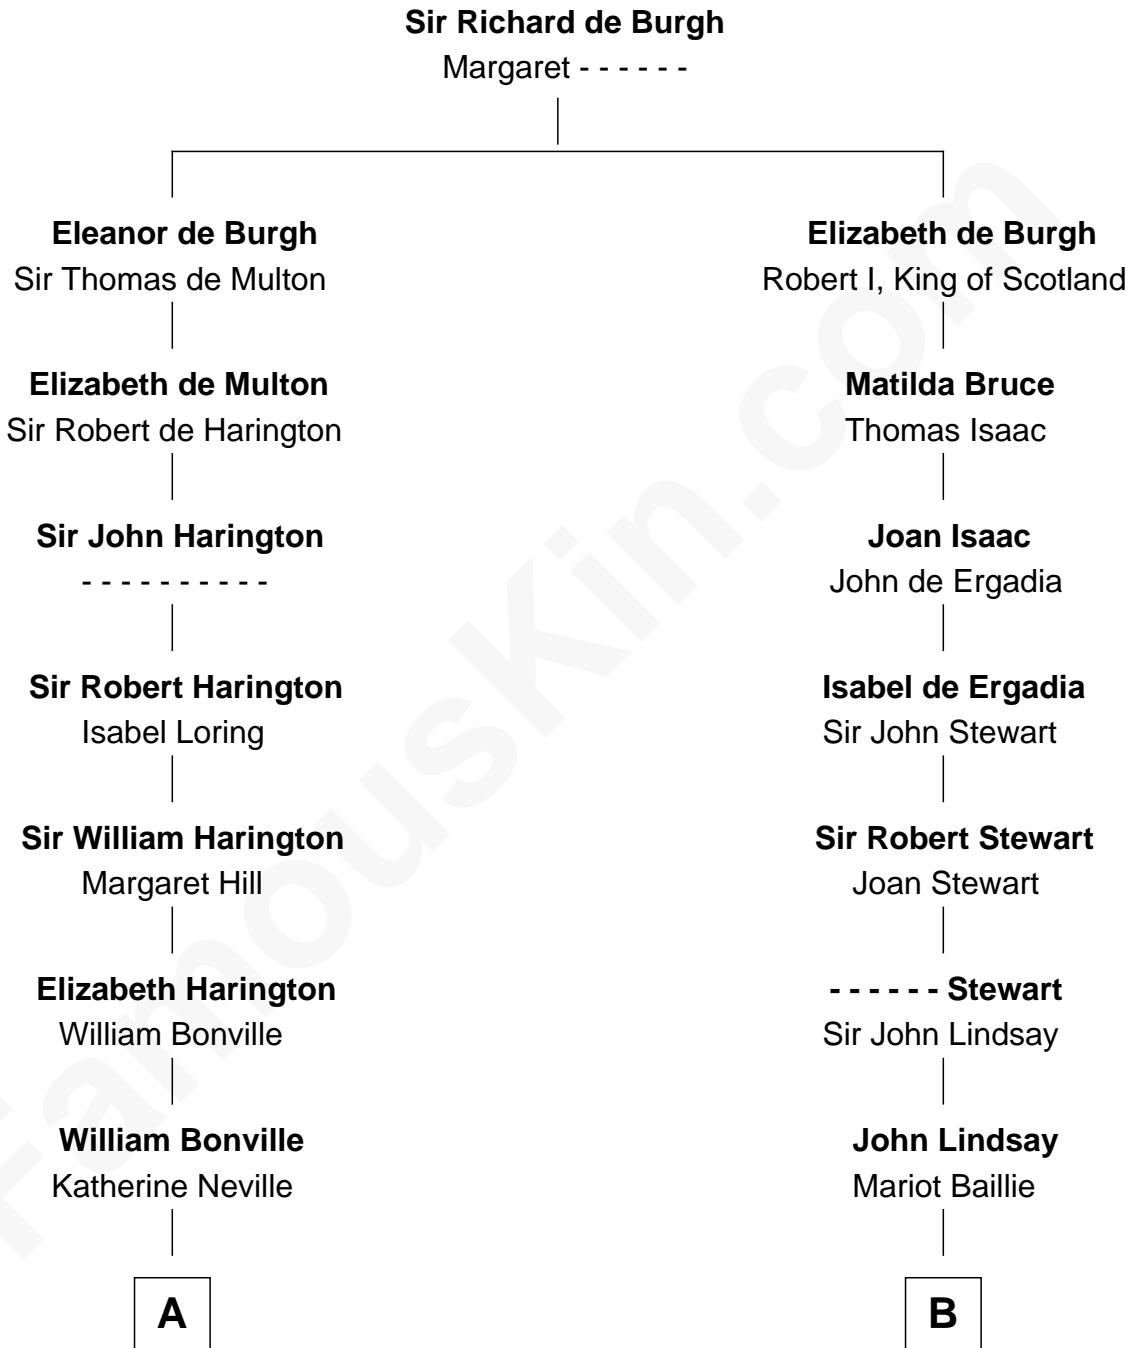 Sir Richard de Burgh
Margaret - - - - - -
Eleanor de Burgh
Sir Thomas de Multon
Elizabeth de Burgh
Robert I, King of Scotland
Elizabeth de Multon
Sir Robert de Harington
Matilda Bruce
Thomas Isaac
Sir John Harington
- - - - - - - - - -
Joan Isaac
John de Ergadia
Sir Robert Harington
Isabel Loring
Isabel de Ergadia
Sir John Stewart
Sir William Harington
Margaret Hill
Sir Robert Stewart
Joan Stewart
Elizabeth Harington
William Bonville
- - - - - - Stewart
Sir John Lindsay
William Bonville
Katherine Neville
John Lindsay
Mariot Baillie
A
B
FamousKin.com